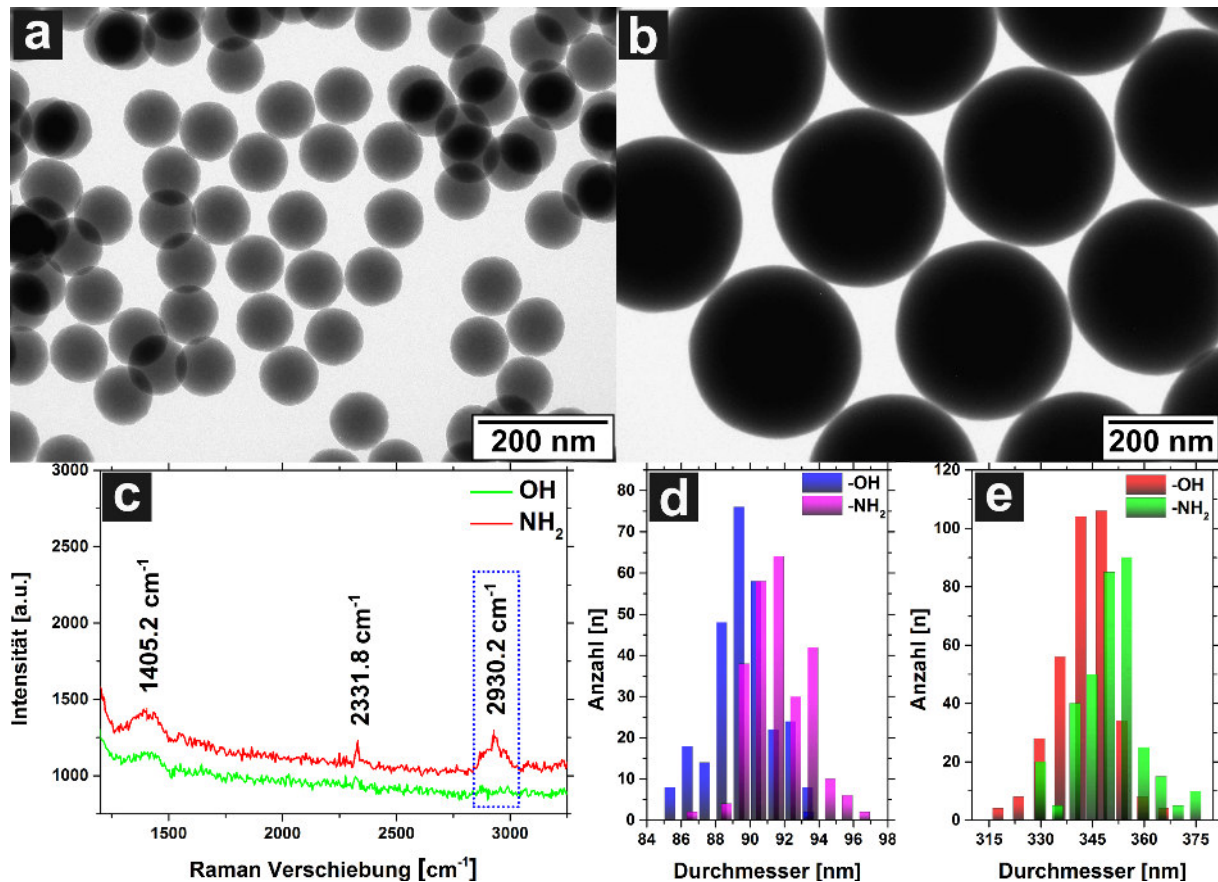 a
b
200 nm
200 nm
c
OH
NH₂
3000
2500
2000
1500
1000
Intensität [a.u.]
1405.2 cm⁻¹
2331.8 cm⁻¹
2930.2 cm⁻¹
1500
2000
2500
3000
Raman Verschiebung [cm⁻¹]
d
-OH
-NH₂
80
70
60
50
40
30
20
10
0
Anzahl [n]
84 86 88 90 92 94 96 98
Durchmesser [nm]
e
-OH
-NH₂
120
100
80
60
40
20
0
Anzahl [n]
315 330 345 360 375
Durchmesser [nm]